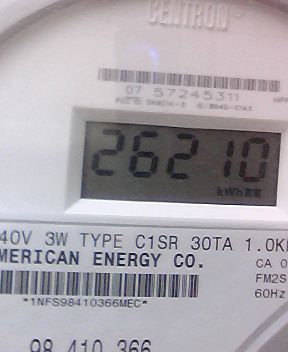 CENTRON®
07 57245311
26210
kWh
40V 3W TYPE C1SR 30TA 1.0K
MERICAN ENERGY CO.
CA 0
FM2S
60Hz
*1NFS98410366MEC*
98 410 366